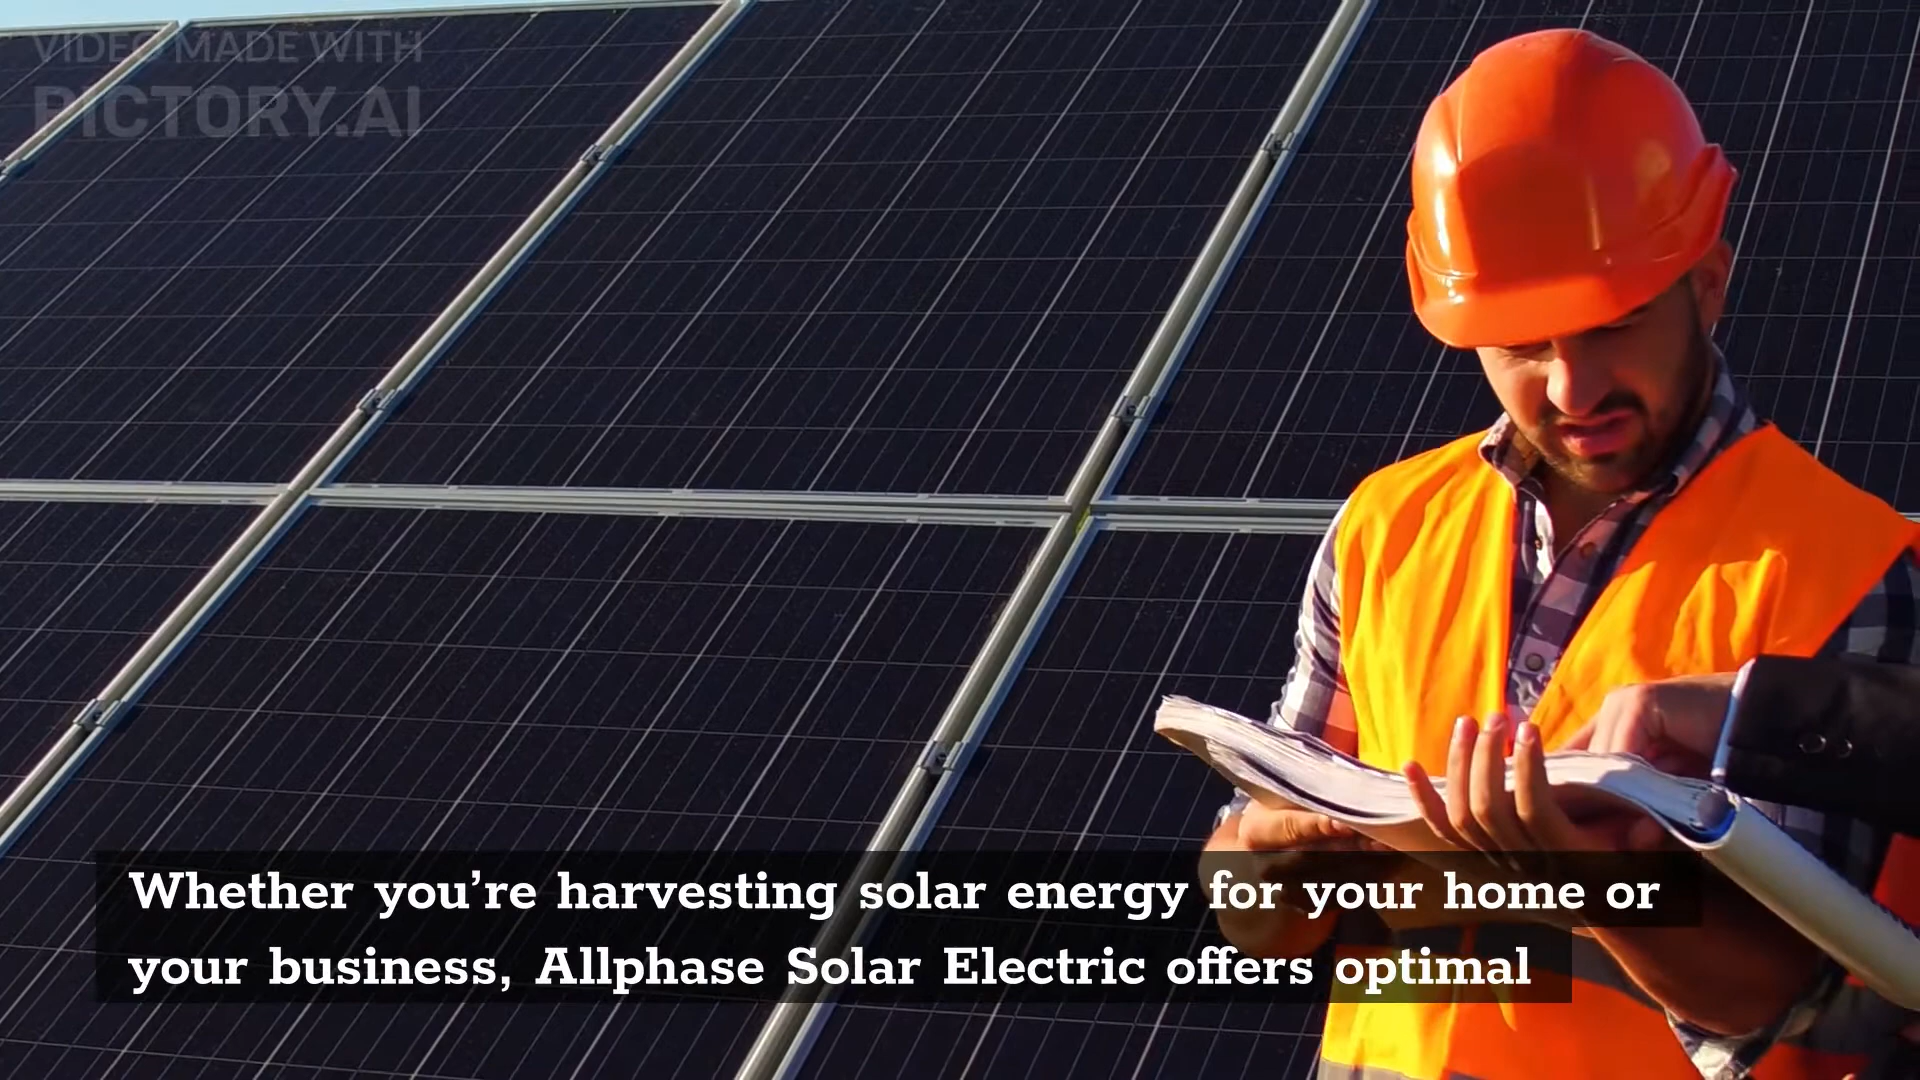 VIDEO MADE WITH
PICTORY.AI
Whether you’re harvesting solar energy for your home or
your business, Allphase Solar Electric offers optimal